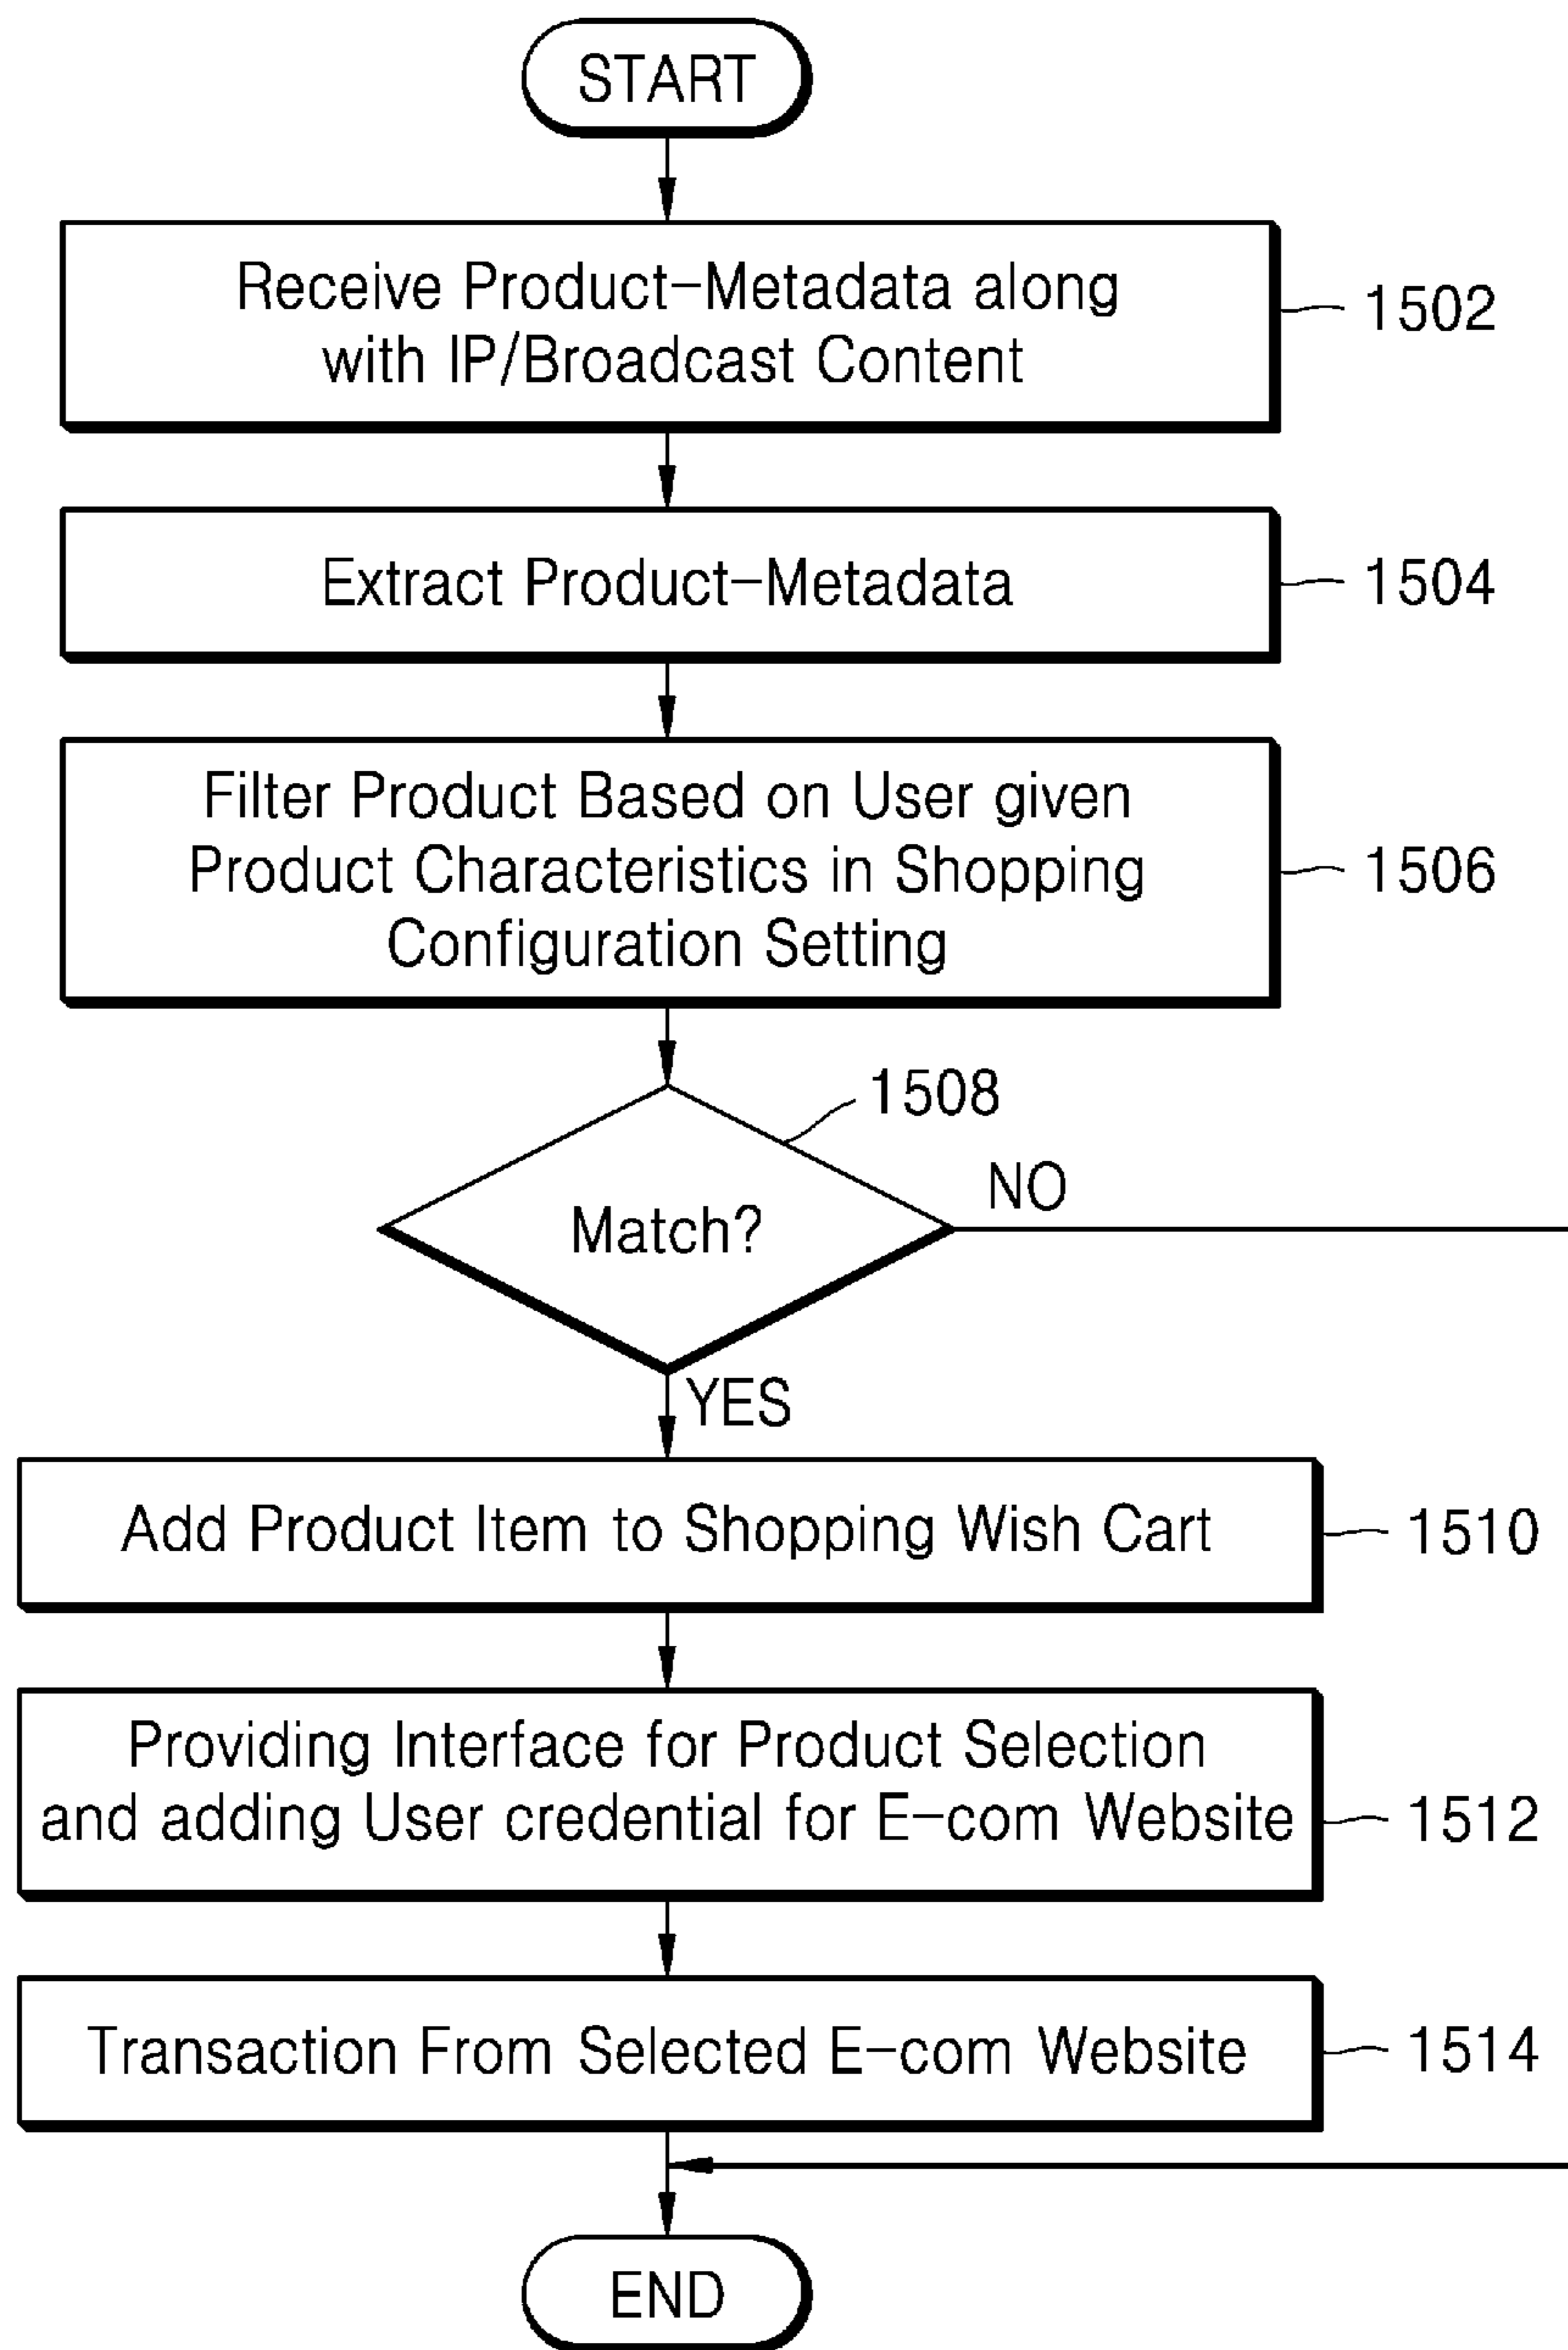 START
Receive Product-Metadata along
with IP/Broadcast Content
1502
Extract Product-Metadata
1504
Filter Product Based on User given
Product Characteristics in Shopping
Configuration Setting
1506
1508
Match?
NO
YES
Add Product Item to Shopping Wish Cart
1510
Providing Interface for Product Selection
and adding User credential for E-com Website
1512
Transaction From Selected E-com Website
1514
END